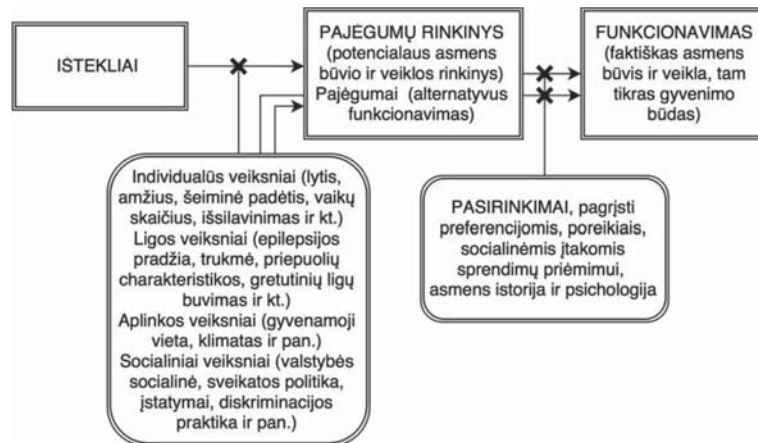 IŠTEKLIAI
PAJĖGUMŲ RINKINYS
(potencialaus asmens
būvio ir veiklos rinkinys)
Pajėgumai (alternatyvus
funkcionavimas)
FUNKCIONAVIMAS
(faktiškas asmens
būvis ir veikla, tam
tikras gyvenimo
būdas)
Individualūs veiksniai (lytis,
amžius, šeiminė padėtis, vaikų
skaičius, išsilavinimas ir kt.)
Ligos veiksniai (epilepsijos
pradžia, trukmė, priepuolių
charakteristikos, gretutinių ligų
buvimas ir kt.)
Aplinkos veiksniai (gyvenamoji
vieta, klimatas ir pan.)
Socialiniai veiksniai (valstybės
socialinė, sveikatos politika,
įstatymai, diskriminacijos
praktika ir pan.)
PASIRINKIMAI, pagrįsti
preferencijomis, poreikiais,
socialinėmis įtakomis
sprendimų priėmimui,
asmens istorija ir psichologija